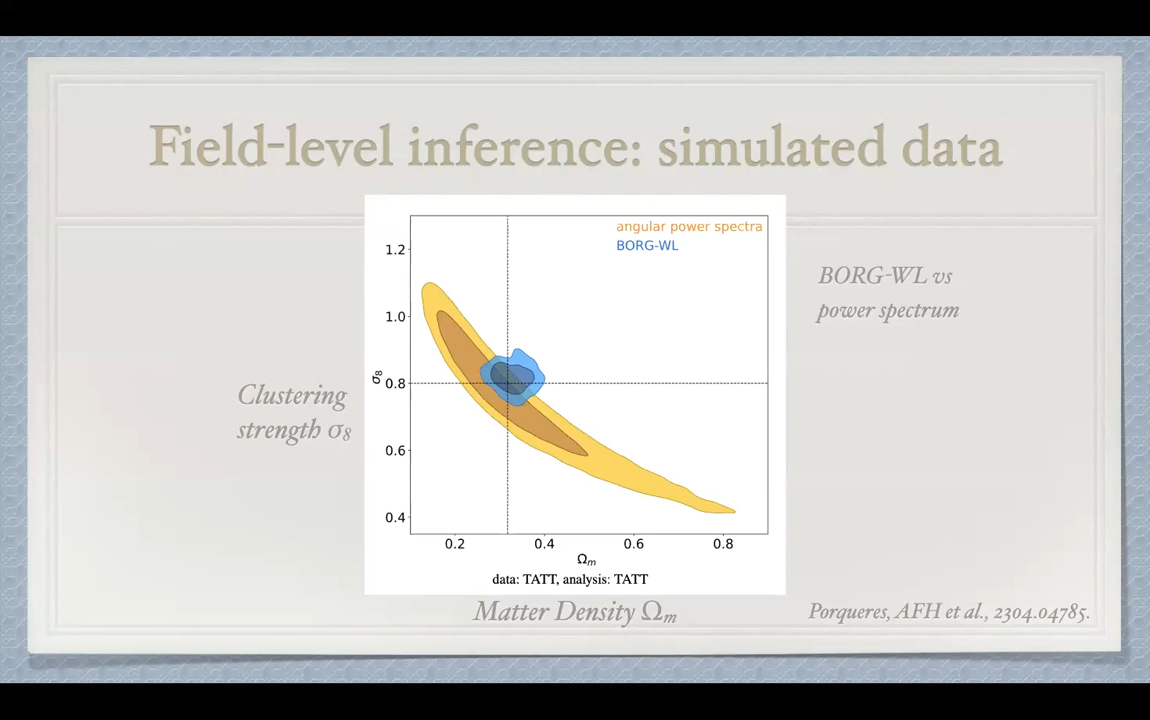 Field-level inference: simulated data
angular power spectra
BORG-WL
1.2
1.0
0.8
0.6
0.4
σ8
0.2
0.4
0.6
0.8
Ωm
data: TATT, analysis: TATT
BORG-WL vs
power spectrum
Clustering
strength σ8
Matter Density Ωm
Porqueres, AFH et al., 2304.04785.